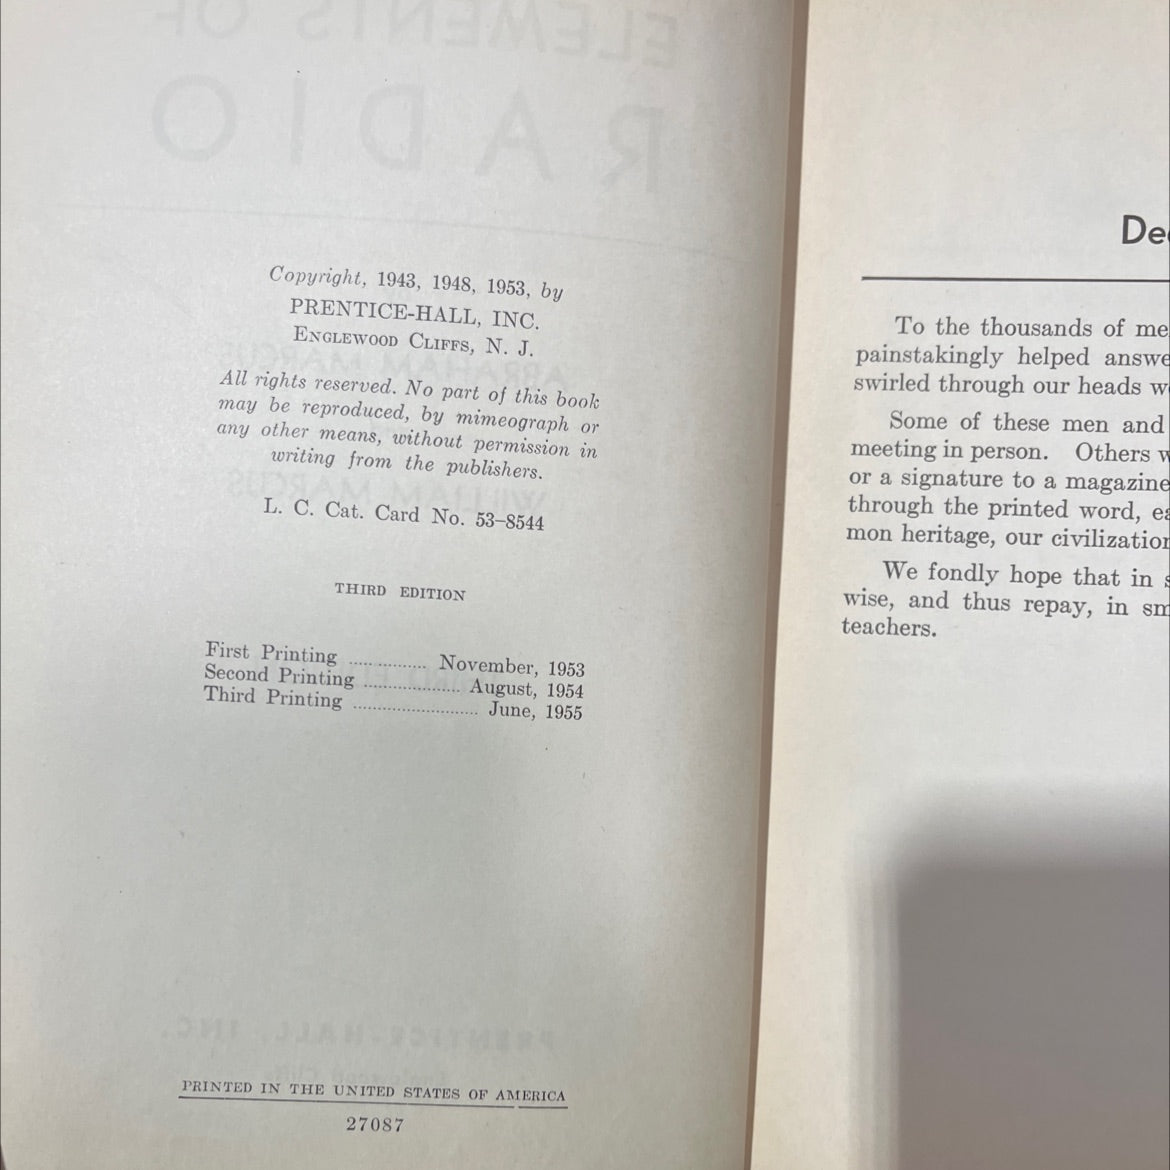 Copyright, 1943, 1948, 1953, by
PRENTICE-HALL, INC.
ENGLEWOOD CLIFFS, N. J.
All rights reserved. No part of this book
may be reproduced, by mimeograph or
any other means, without permission in
writing from the publishers.
L. C. Cat. Card No. 53–8544
THIRD EDITION
First Printing .............. November, 1953
Second Printing ................. August, 1954
Third Printing ....................... June, 1955
PRINTED IN THE UNITED STATES OF AMERICA
27087
To the thousands of
painstakingly helped
swirled through our heads
Some of these men and
meeting in person. Others
or a signature to a magazine
through the printed word,
mon heritage, our civilization
We fondly hope that in
wise, and thus repay, in
teachers.